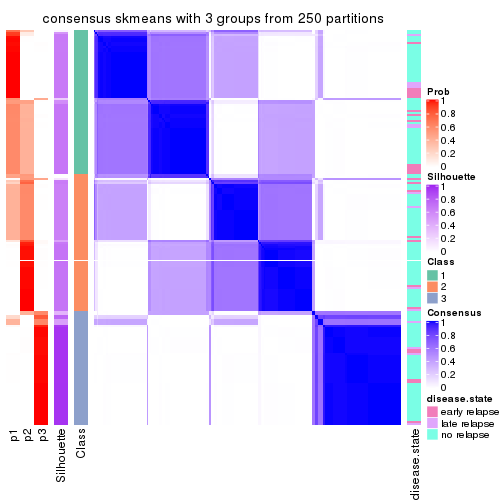 consensus skmeans with 3 groups from 250 partitions
Prob
1
0.8
0.6
0.4
0.2
0
Silhouette
1
0.8
0.6
0.4
0.2
0
Class
1
2
3
Consensus
1
0.8
0.6
0.4
0.2
0
disease.state
early relapse
late relapse
no relapse
p1
p2
p3
Silhouette
Class
disease.state